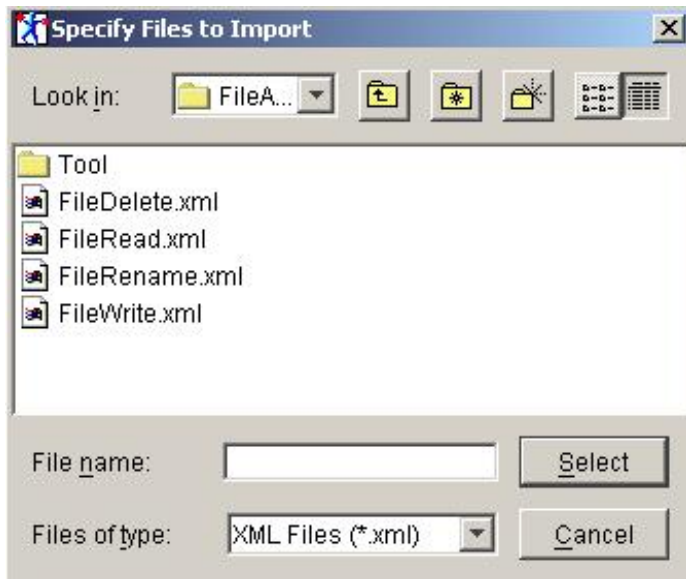 Specify Files to Import
Look in: FileA...
Tool
FileDelete.xml
FileRead.xml
FileRename.xml
FileWrite.xml
File name: Select
Files of type: XML Files (*.xml) Cancel